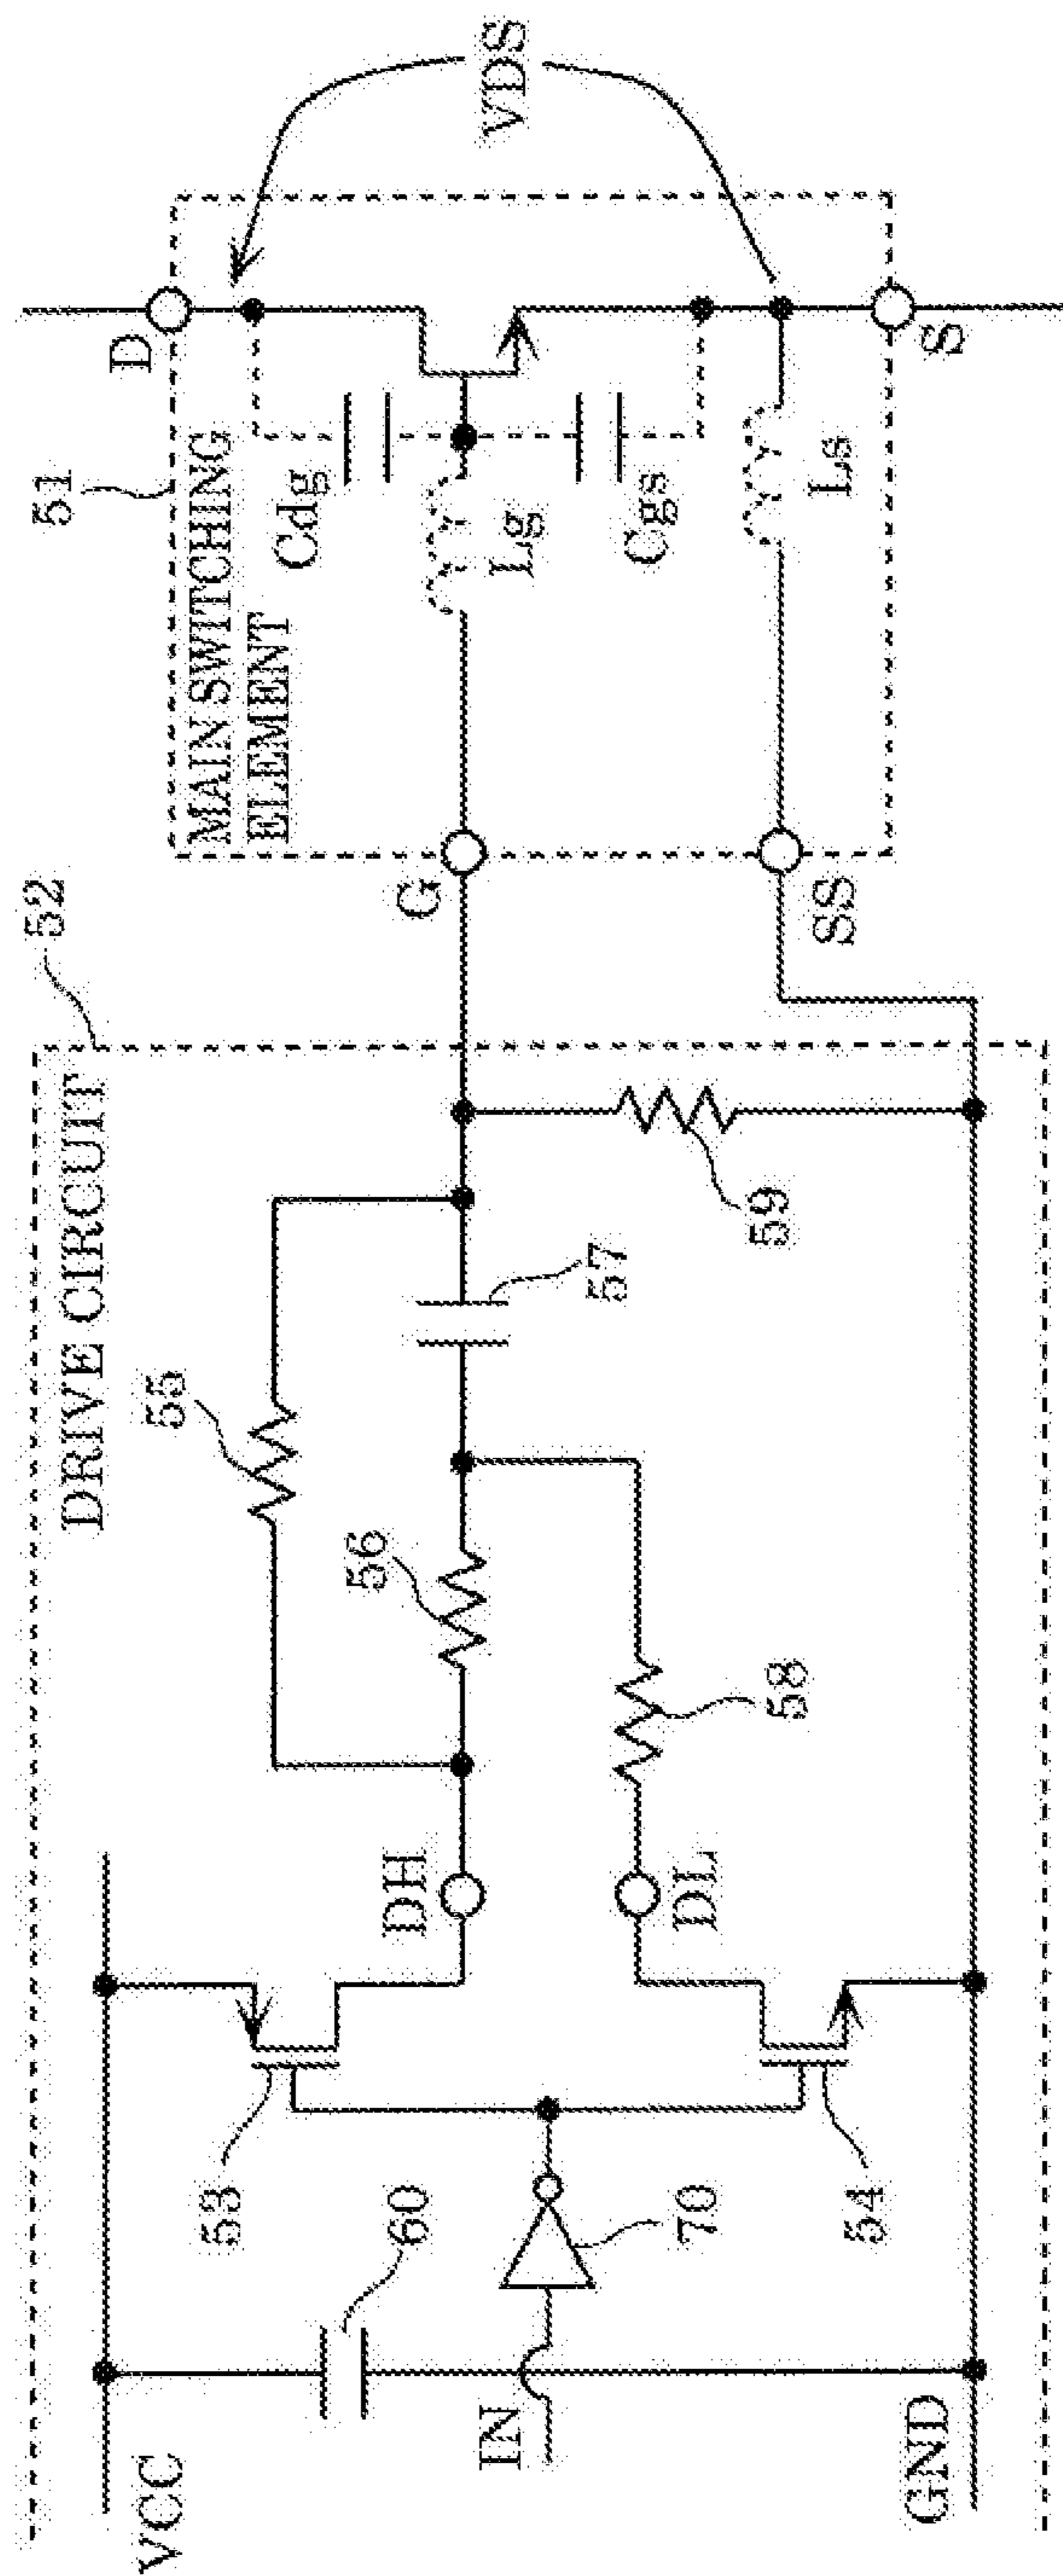 DRIVE CIRCUIT
52
51
MAIN SWITCHING
ELEMENT
VCC
53
60
IN
70
54
GND
DH
DL
55
56
57
58
59
G
SS
D
Cdg
Lg
Cgs
Ls
S
VDS